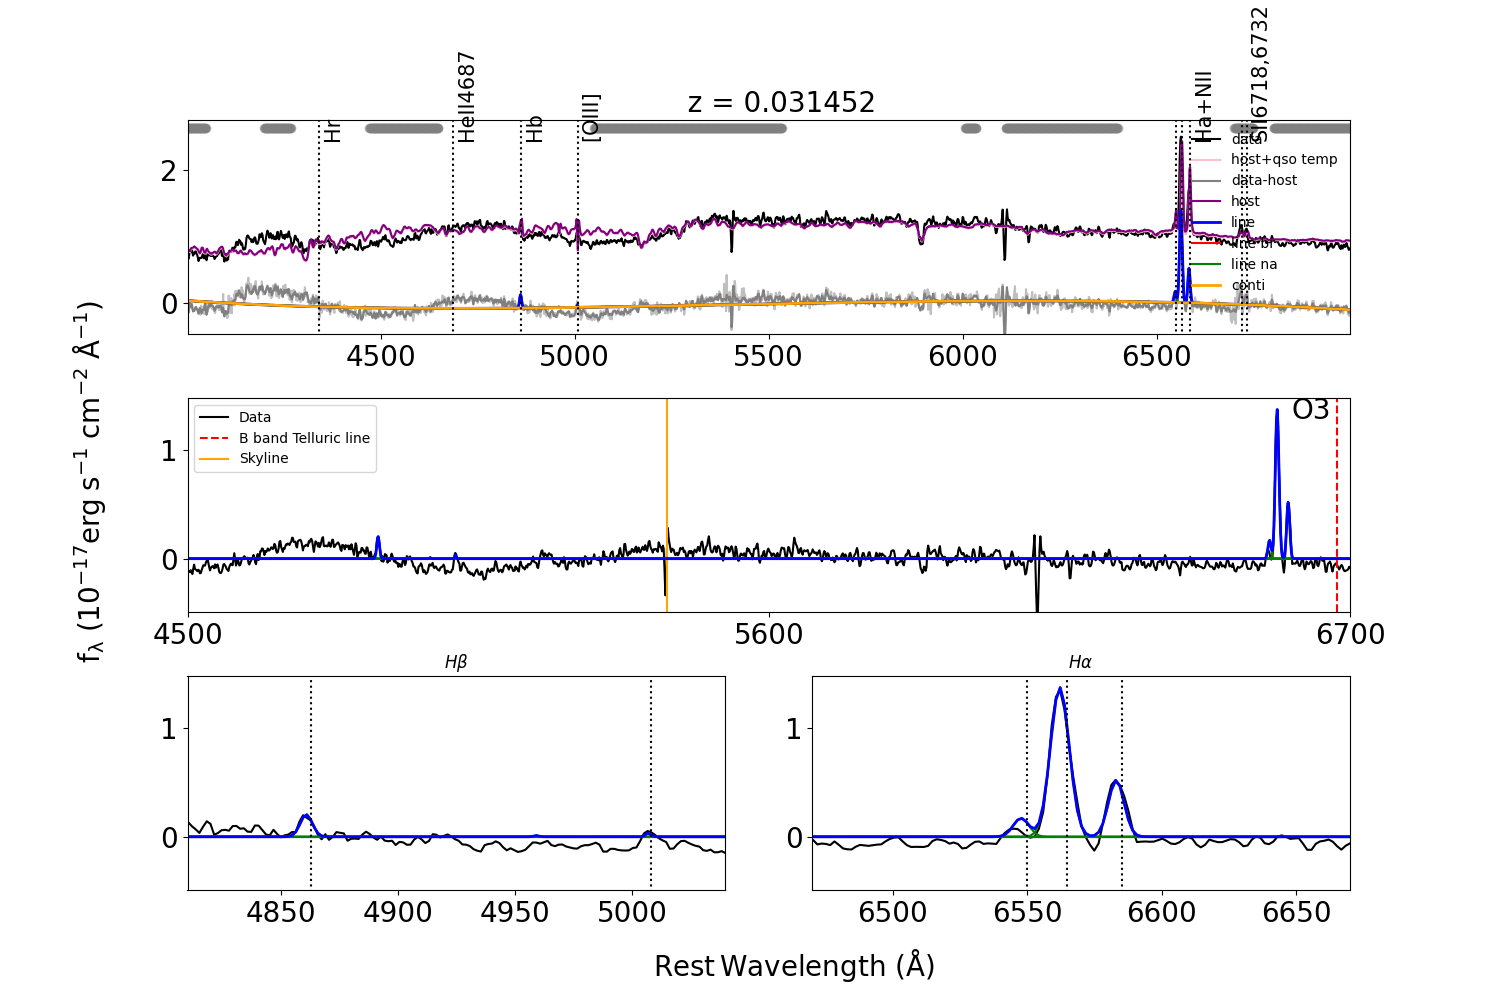 z = 0.031452
Hr
HeII4687
Hb
[OIII]
Ha+NII
SII6718,6732
data
host+qso temp
data-host
host
line
line br
line na
conti
2
0
4500
5000
5500
6000
6500
fλ (10⁻¹⁷erg s⁻¹ cm⁻² Å⁻¹)
Data
B band Telluric line
Skyline
O3
1
0
4500
5600
6700
Hβ
Hα
1
0
4850
4900
4950
5000
1
0
6500
6550
6600
6650
Rest Wavelength (Å)